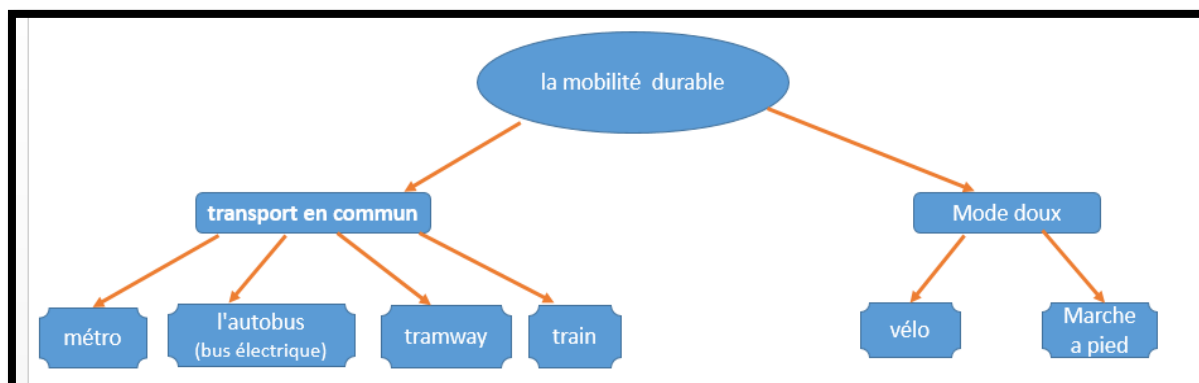 la mobilité  durable
transport en commun
Mode doux
métro
l'autobus
(bus électrique)
tramway
train
vélo
Marche
a pied